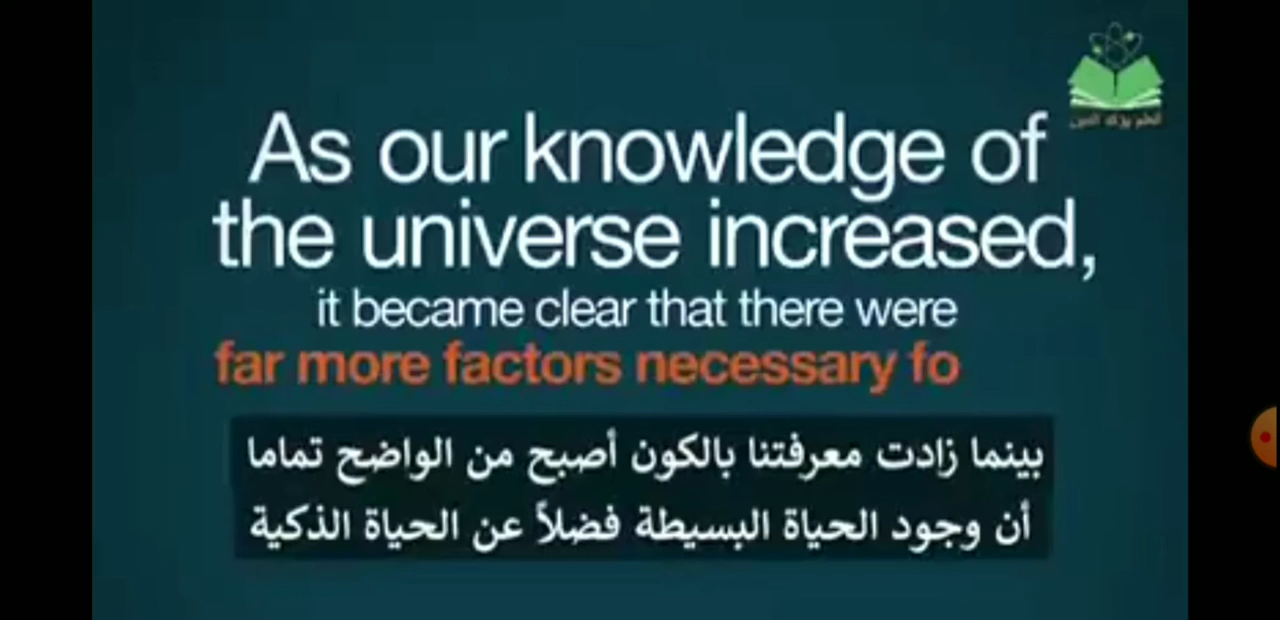 As our knowledge of
the universe increased,
it became clear that there were
far more factors necessary fo
بينما زادت معرفتنا بالكون أصبح من الواضح تماما
أن وجود الحياة البسيطة فضلاً عن الحياة الذكية